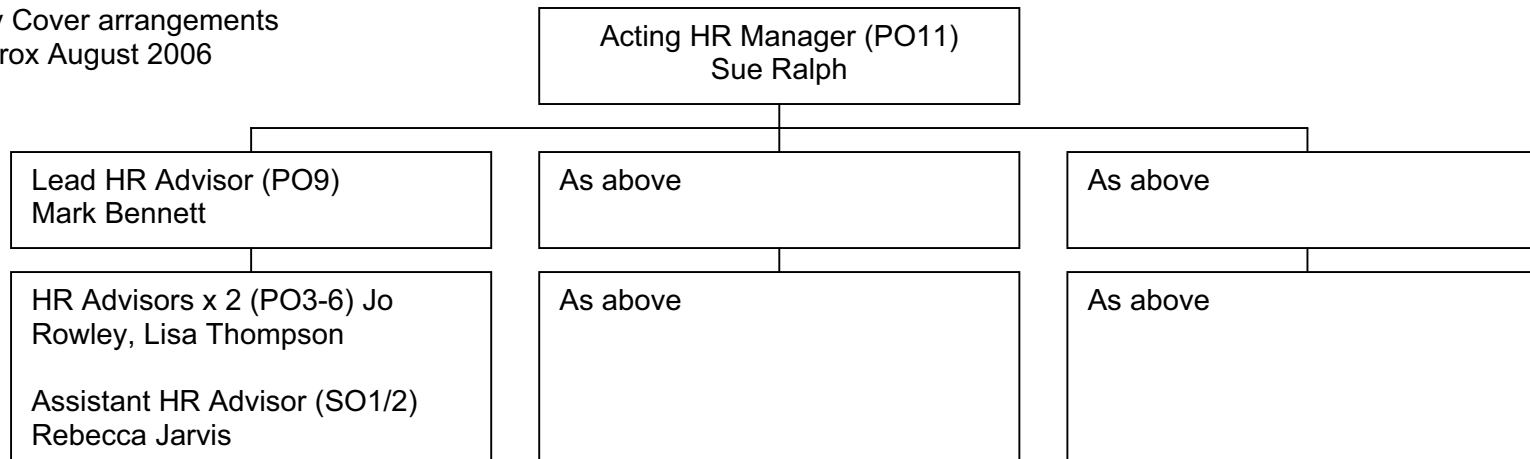 Cover arrangements
August 2006
Acting HR Manager (PO11)
Sue Ralph
Lead HR Advisor (PO9)
Mark Bennett
As above
As above
HR Advisors x 2 (PO3-6) Jo
Rowley, Lisa Thompson
Assistant HR Advisor (SO1/2)
Rebecca Jarvis
As above
As above